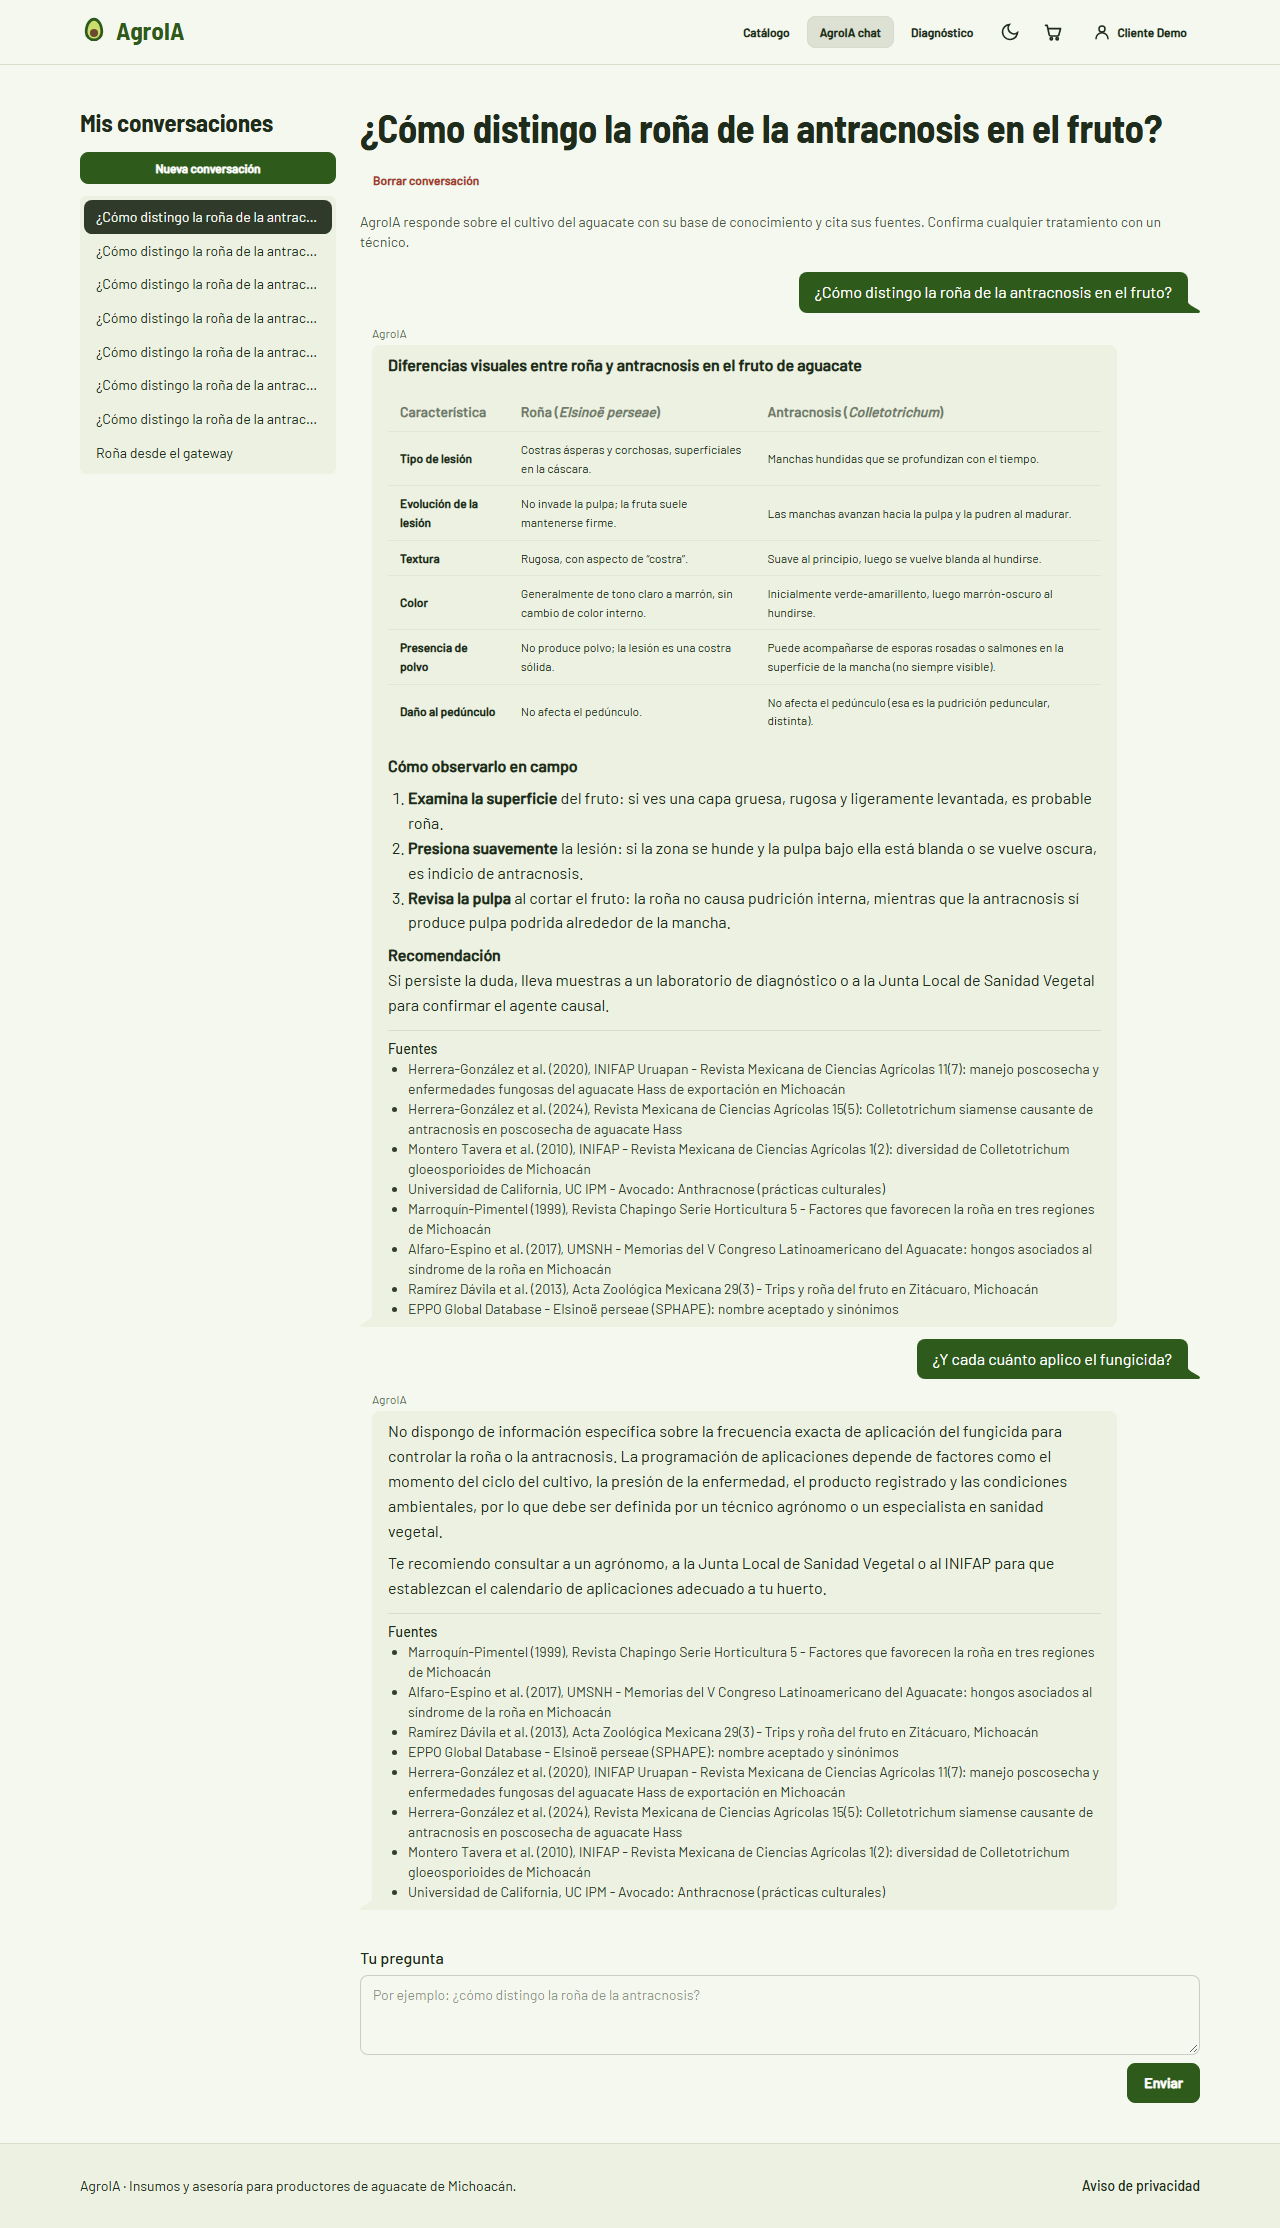 AgroIA
Catálogo
AgroIA chat
Diagnóstico
Cliente Demo
Mis conversaciones
Nueva conversación
¿Cómo distingo la roña de la antrac...
¿Cómo distingo la roña de la antrac...
¿Cómo distingo la roña de la antrac...
¿Cómo distingo la roña de la antrac...
¿Cómo distingo la roña de la antrac...
¿Cómo distingo la roña de la antrac...
¿Cómo distingo la roña de la antrac...
Roña desde el gateway
¿Cómo distingo la roña de la antracnosis en el fruto?
Borrar conversación
AgroIA responde sobre el cultivo del aguacate con su base de conocimiento y cita sus fuentes. Confirma cualquier tratamiento con un
técnico.
¿Cómo distingo la roña de la antracnosis en el fruto?
AgroIA
Diferencias visuales entre roña y antracnosis en el fruto de aguacate
Característica
Roña (Elsinoë perseae)
Antracnosis (Colletotrichum)
Tipo de lesión
Costras ásperas y corchosas, superficiales
en la cáscara.
Manchas hundidas que se profundizan con el tiempo.
Evolución de la
lesión
No invade la pulpa; la fruta suele
mantenerse firme.
Las manchas avanzan hacia la pulpa y la pudren al madurar.
Textura
Rugosa, con aspecto de “costra”.
Suave al principio, luego se vuelve blanda al hundirse.
Color
Generalmente de tono claro a marrón, sin
cambio de color interno.
Inicialmente verde-amarillento, luego marrón-oscuro al
hundirse.
Presencia de
polvo
No produce polvo; la lesión es una costra
sólida.
Puede acompañarse de esporas rosadas o salmones en la
superficie de la mancha (no siempre visible).
Daño al pedúnculo
No afecta el pedúnculo.
No afecta el pedúnculo (esa es la pudrición peduncular,
distinta).
Cómo observarlo en campo
1. Examina la superficie del fruto: si ves una capa gruesa, rugosa y ligeramente levantada, es probable
roña.
2. Presiona suavemente la lesión: si la zona se hunde y la pulpa bajo ella está blanda o se vuelve oscura,
es indicio de antracnosis.
3. Revisa la pulpa al cortar el fruto: la roña no causa pudrición interna, mientras que la antracnosis sí
produce pulpa podrida alrededor de la mancha.
Recomendación
Si persiste la duda, lleva muestras a un laboratorio de diagnóstico o a la Junta Local de Sanidad Vegetal
para confirmar el agente causal.
Fuentes
• Herrera-González et al. (2020), INIFAP Uruapan - Revista Mexicana de Ciencias Agrícolas 11(7): manejo poscosecha y
enfermedades fungosas del aguacate Hass de exportación en Michoacán
• Herrera-González et al. (2024), Revista Mexicana de Ciencias Agrícolas 15(5): Colletotrichum siamense causante de
antracnosis en poscosecha de aguacate Hass
• Montero Tavera et al. (2010), INIFAP - Revista Mexicana de Ciencias Agrícolas 1(2): diversidad de Colletotrichum
gloeosporioides de Michoacán
• Universidad de California, UC IPM - Avocado: Anthracnose (prácticas culturales)
• Marroquín-Pimentel (1999), Revista Chapingo Serie Horticultura 5 - Factores que favorecen la roña en tres regiones
de Michoacán
• Alfaro-Espino et al. (2017), UMSNH - Memorias del V Congreso Latinoamericano del Aguacate: hongos asociados al
síndrome de la roña en Michoacán
• Ramírez Dávila et al. (2013), Acta Zoológica Mexicana 29(3) - Trips y roña del fruto en Zitácuaro, Michoacán
• EPPO Global Database - Elsinoë perseae (SPHAPE): nombre aceptado y sinónimos
¿Y cada cuánto aplico el fungicida?
AgroIA
No dispongo de información específica sobre la frecuencia exacta de aplicación del fungicida para
controlar la roña o la antracnosis. La programación de aplicaciones depende de factores como el
momento del ciclo del cultivo, la presión de la enfermedad, el producto registrado y las condiciones
ambientales, por lo que debe ser definida por un técnico agrónomo o un especialista en sanidad
vegetal.
Te recomiendo consultar a un agrónomo, a la Junta Local de Sanidad Vegetal o al INIFAP para que
establezcan el calendario de aplicaciones adecuado a tu huerto.
Fuentes
• Marroquín-Pimentel (1999), Revista Chapingo Serie Horticultura 5 - Factores que favorecen la roña en tres regiones
de Michoacán
• Alfaro-Espino et al. (2017), UMSNH - Memorias del V Congreso Latinoamericano del Aguacate: hongos asociados al
síndrome de la roña en Michoacán
• Ramírez Dávila et al. (2013), Acta Zoológica Mexicana 29(3) - Trips y roña del fruto en Zitácuaro, Michoacán
• EPPO Global Database - Elsinoë perseae (SPHAPE): nombre aceptado y sinónimos
• Herrera-González et al. (2020), INIFAP Uruapan - Revista Mexicana de Ciencias Agrícolas 11(7): manejo poscosecha y
enfermedades fungosas del aguacate Hass de exportación en Michoacán
• Herrera-González et al. (2024), Revista Mexicana de Ciencias Agrícolas 15(5): Colletotrichum siamense causante de
antracnosis en poscosecha de aguacate Hass
• Montero Tavera et al. (2010), INIFAP - Revista Mexicana de Ciencias Agrícolas 1(2): diversidad de Colletotrichum
gloeosporioides de Michoacán
• Universidad de California, UC IPM - Avocado: Anthracnose (prácticas culturales)
Tu pregunta
Por ejemplo: ¿cómo distingo la roña de la antracnosis?
Enviar
AgroIA · Insumos y asesoría para productores de aguacate de Michoacán.
Aviso de privacidad